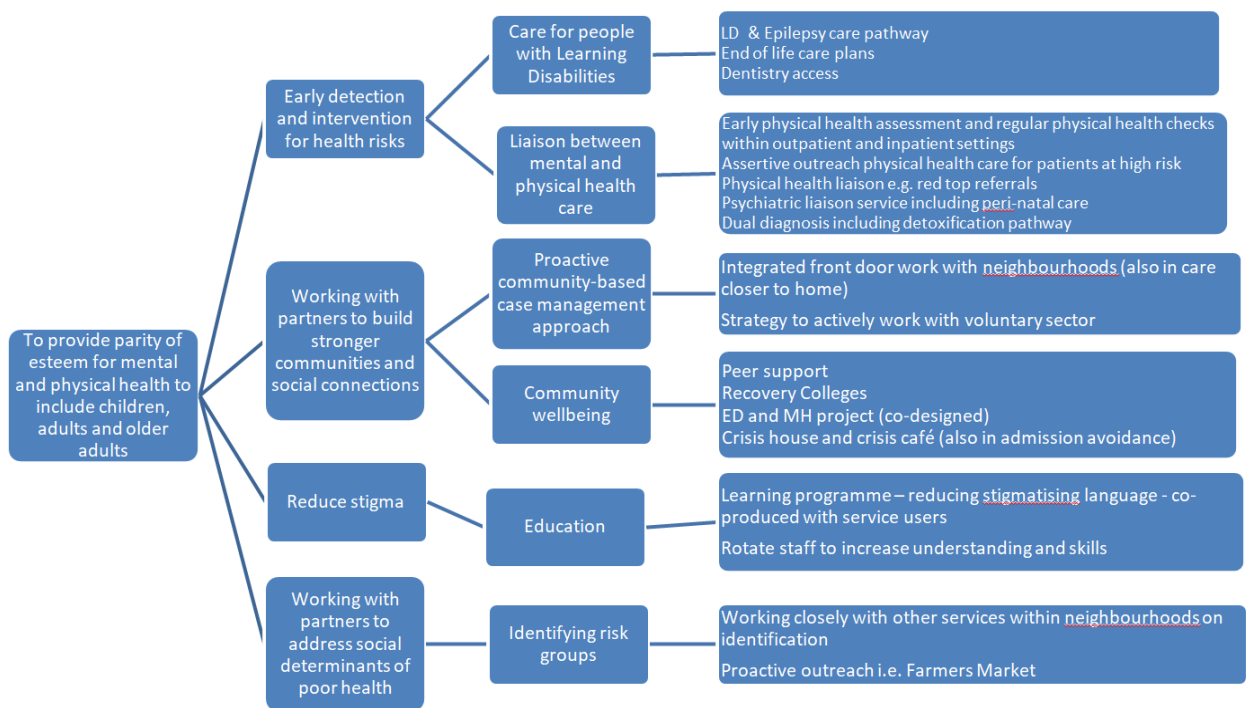 To provide parity of
esteem for mental
and physical health to
include children,
adults and older
adults
Early detection
and intervention
for health risks
Care for people
with Learning
Disabilities
LD & Epilepsy care pathway
End of life care plans
Dentistry access
Liaison between
mental and
physical health
care
Early physical health assessment and regular physical health checks
within outpatient and inpatient settings
Assertive outreach physical health care for patients at high risk
Physical health liaison e.g. red top referrals
Psychiatric liaison service including peri-natal care
Dual diagnosis including detoxification pathway
Working with
partners to build
stronger
communities and
social connections
Proactive
community-based
case management
approach
Integrated front door work with neighbourhoods (also in care
closer to home)
Strategy to actively work with voluntary sector
Community
wellbeing
Peer support
Recovery Colleges
ED and MH project (co-designed)
Crisis house and crisis café (also in admission avoidance)
Reduce stigma
Education
Learning programme – reducing stigmatising language - co-
produced with service users
Rotate staff to increase understanding and skills
Working with
partners to
address social
determinants of
poor health
Identifying risk
groups
Working closely with other services within neighbourhoods on
identification
Proactive outreach i.e. Farmers Market